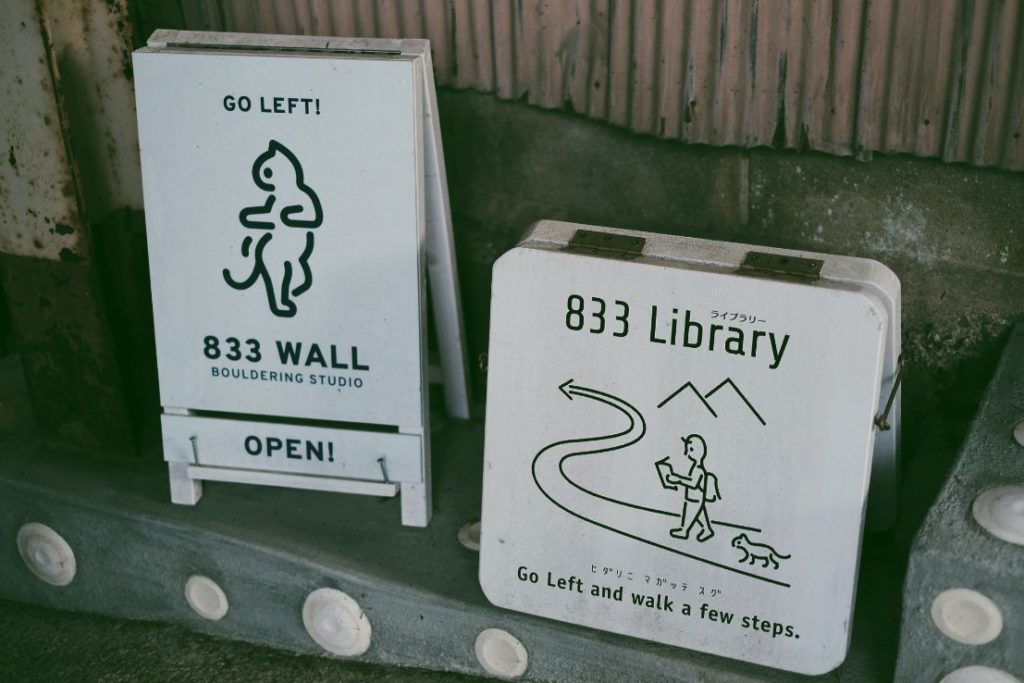 GO LEFT!
833 WALL
BOULDERING STUDIO
OPEN!
ライブラリー
833 Library
ヒダリニ マガッテ スグ
Go Left and walk a few steps.